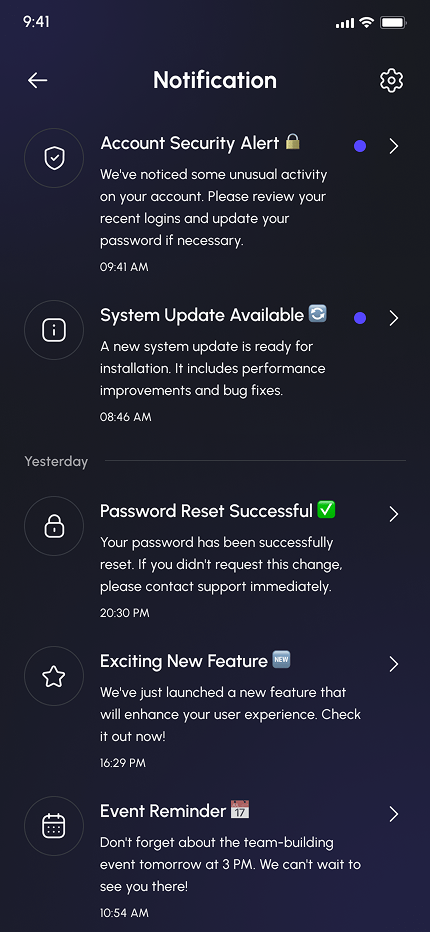 9:41
Notification
Account Security Alert 🔒
We've noticed some unusual activity
on your account. Please review your
recent logins and update your
password if necessary.
09:41 AM
System Update Available 🔄
A new system update is ready for
installation. It includes performance
improvements and bug fixes.
08:46 AM
Yesterday
Password Reset Successful ✅
Your password has been successfully
reset. If you didn't request this change,
please contact support immediately.
20:30 PM
Exciting New Feature 🆕
We've just launched a new feature that
will enhance your user experience. Check
it out now!
16:29 PM
Event Reminder 📅
Don't forget about the team-building
event tomorrow at 3 PM. We can't wait to
see you there!
10:54 AM